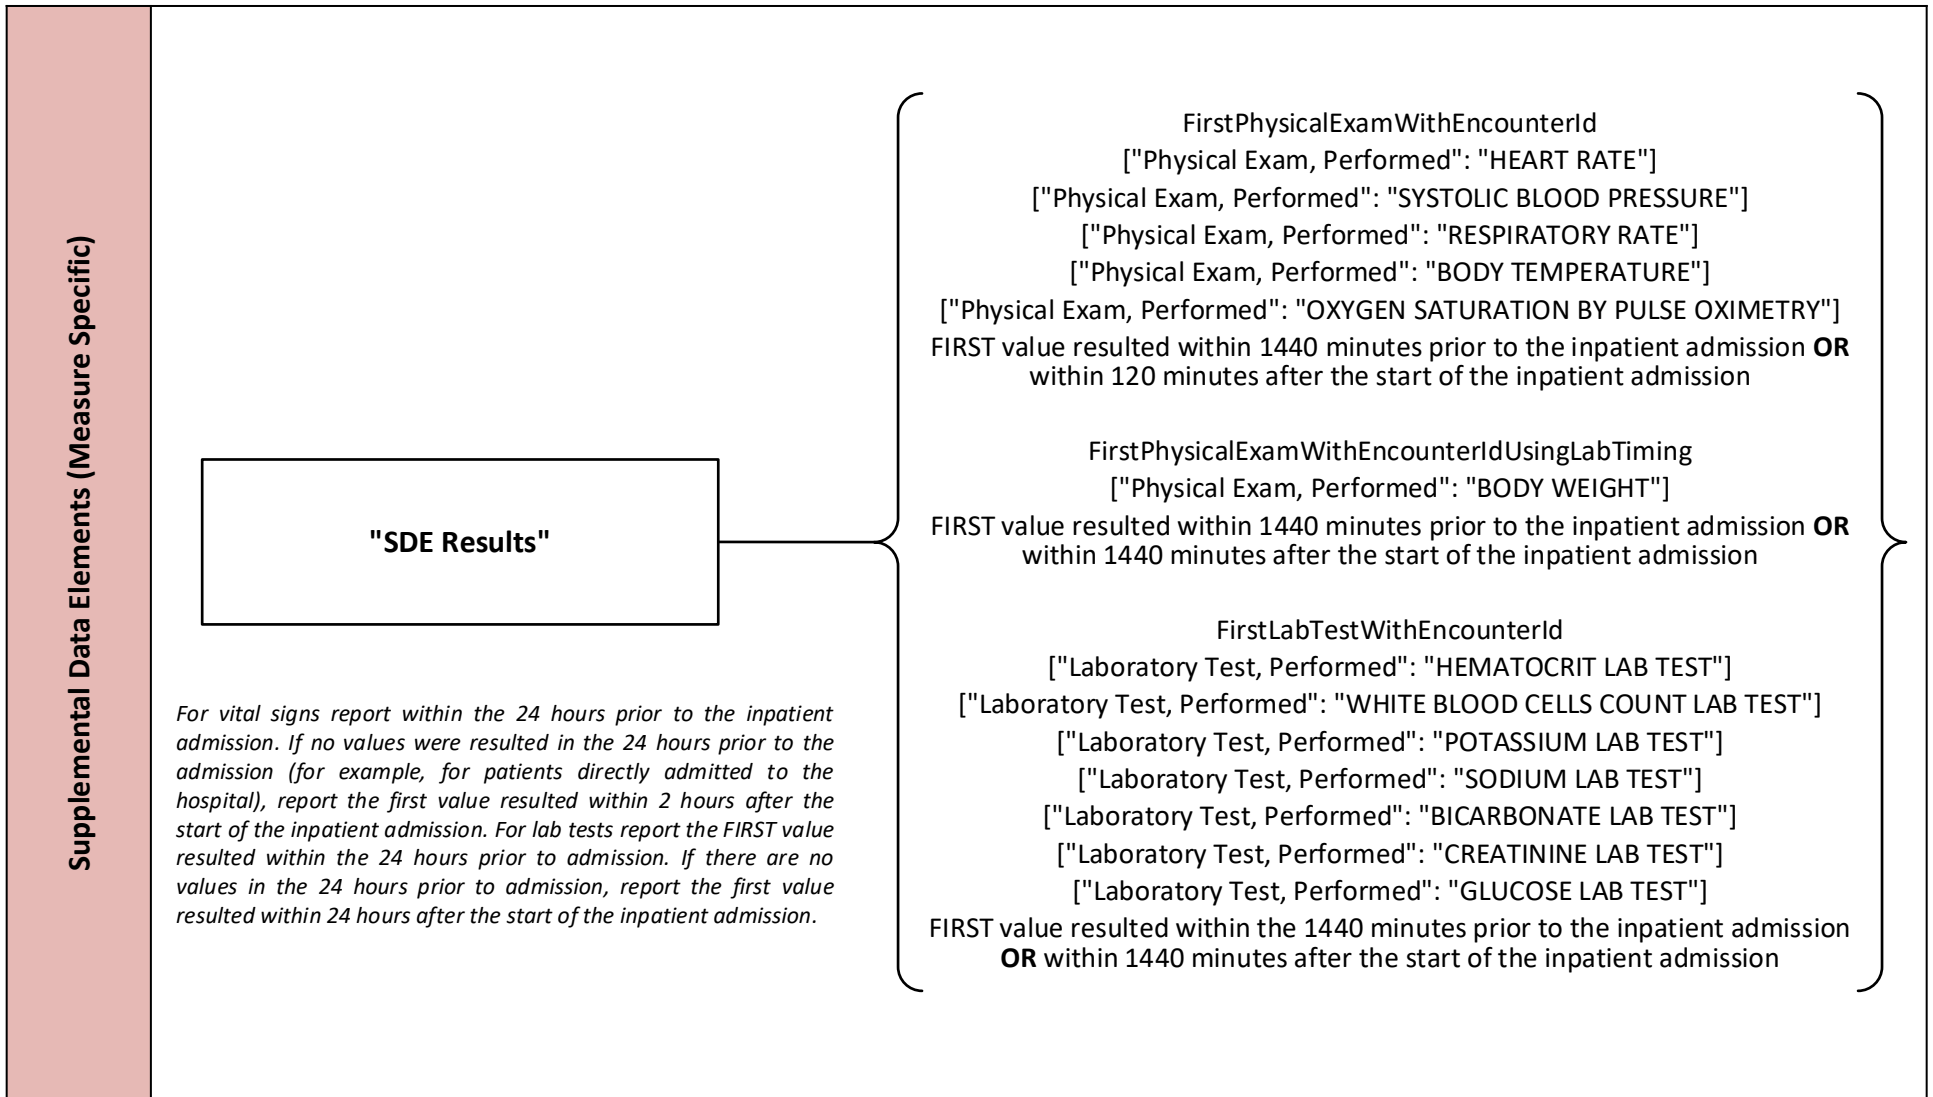 Supplemental Data Elements (Measure Specific)
"SDE Results"
For vital signs report within the 24 hours prior to the inpatient
admission. If no values were resulted in the 24 hours prior to the
admission (for example, for patients directly admitted to the
hospital), report the first value resulted within 2 hours after the
start of the inpatient admission. For lab tests report the FIRST value
resulted within the 24 hours prior to admission. If there are no
values in the 24 hours prior to admission, report the first value
resulted within 24 hours after the start of the inpatient admission.
FirstPhysicalExamWithEncounterId
["Physical Exam, Performed": "HEART RATE"]
["Physical Exam, Performed": "SYSTOLIC BLOOD PRESSURE"]
["Physical Exam, Performed": "RESPIRATORY RATE"]
["Physical Exam, Performed": "BODY TEMPERATURE"]
["Physical Exam, Performed": "OXYGEN SATURATION BY PULSE OXIMETRY"]
FIRST value resulted within 1440 minutes prior to the inpatient admission OR
within 120 minutes after the start of the inpatient admission
FirstPhysicalExamWithEncounterIdUsingLabTiming
["Physical Exam, Performed": "BODY WEIGHT"]
FIRST value resulted within 1440 minutes prior to the inpatient admission OR
within 1440 minutes after the start of the inpatient admission
FirstLabTestWithEncounterId
["Laboratory Test, Performed": "HEMATOCRIT LAB TEST"]
["Laboratory Test, Performed": "WHITE BLOOD CELLS COUNT LAB TEST"]
["Laboratory Test, Performed": "POTASSIUM LAB TEST"]
["Laboratory Test, Performed": "SODIUM LAB TEST"]
["Laboratory Test, Performed": "BICARBONATE LAB TEST"]
["Laboratory Test, Performed": "CREATININE LAB TEST"]
["Laboratory Test, Performed": "GLUCOSE LAB TEST"]
FIRST value resulted within the 1440 minutes prior to the inpatient admission
OR within 1440 minutes after the start of the inpatient admission